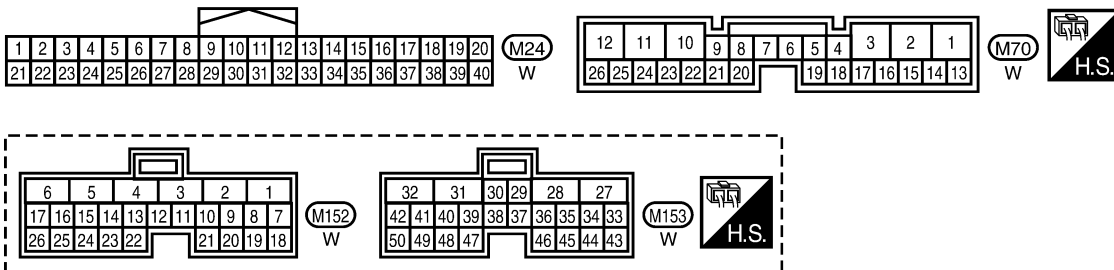 1 2 3 4 5 6 7 8 9 10 11 12 13 14 15 16 17 18 19 20
21 22 23 24 25 26 27 28 29 30 31 32 33 34 35 36 37 38 39 40
M24
W
12 11 10 9 8 7 6 5 4 3 2 1
26 25 24 23 22 21 20 19 18 17 16 15 14 13
M70
W
H.S.
6 5 4 3 2 1
17 16 15 14 13 12 11 10 9 8 7
26 25 24 23 22 21 20 19 18
M152
W
32 31 30 29 28 27
42 41 40 39 38 37 36 35 34 33
50 49 48 47 46 45 44 43
M153
W
H.S.